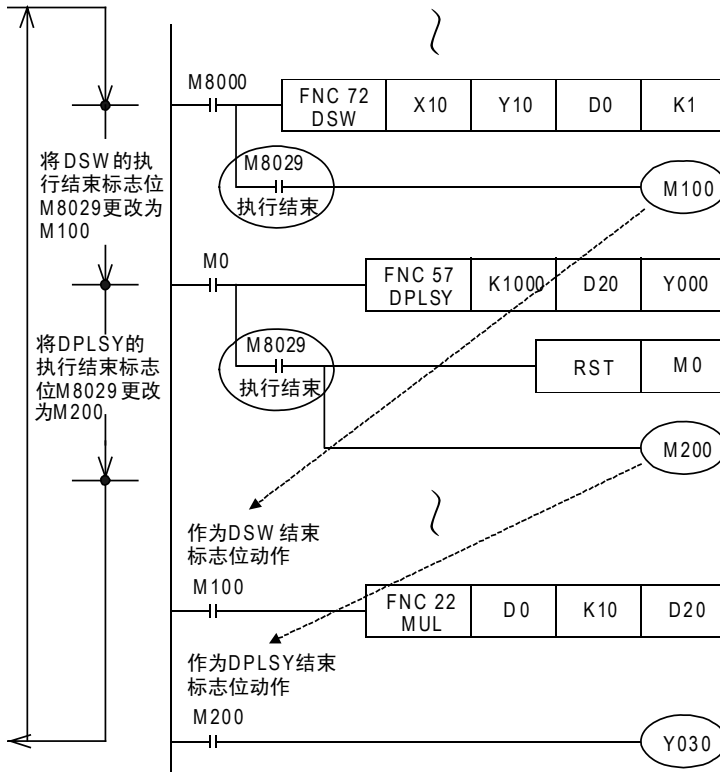 M8000
FNC 72
DSW
X10
Y10
D0
K1
将DSW的执
行结束标志位
M8029更改为
M100
M8029
执行结束
M100
M0
FNC 57
DPLSY
K1000
D20
Y000
将DPLSY的
执行结束标志
位M8029更改
为M200
M8029
执行结束
RST
M0
M200
作为DSW 结束
标志位动作
M100
FNC 22
MUL
D0
K10
D20
作为DPLSY结束
标志位动作
M200
Y030